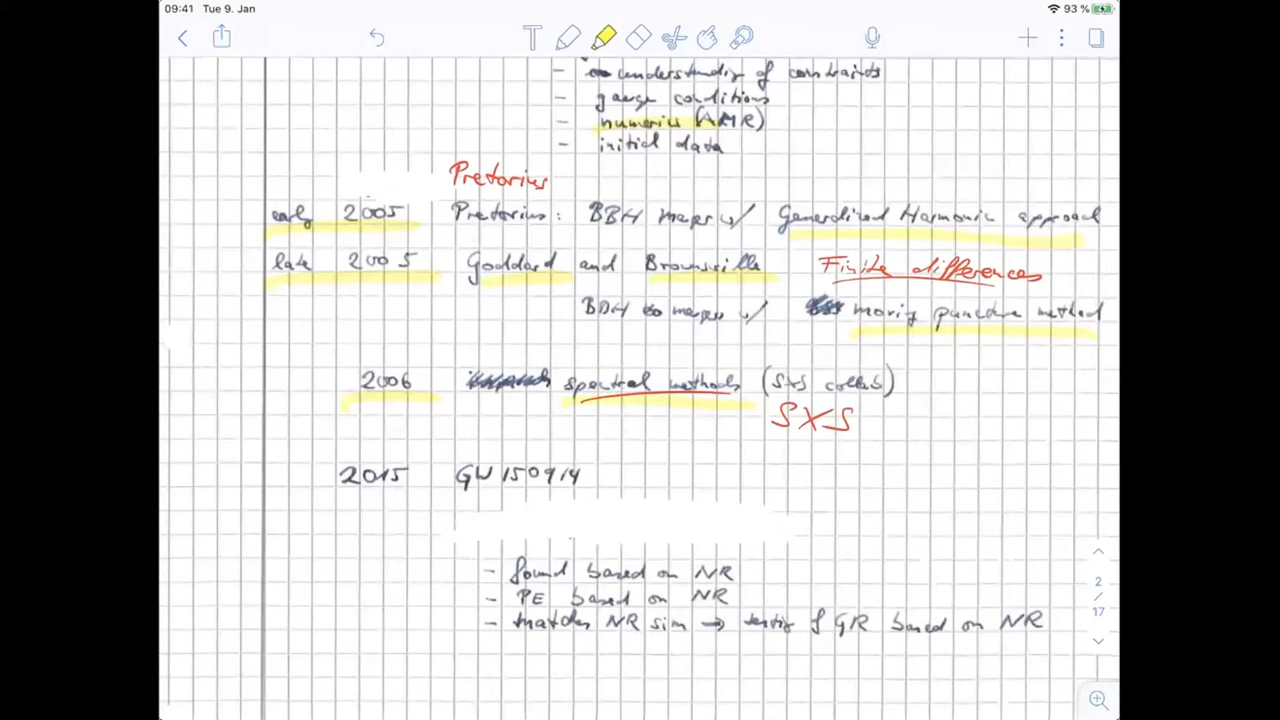 09:41 Tue 9. Jan
93 %
T
- understanding of constraints
- gauge conditions
- numerics (AMR)
- initial data
Pretorius
early 2005 Pretorius: BBH merger w/ Generalized Harmonic approach
late 2005 Goddard and Brownsville Finite differences
BBH mergers w/ moving puncture method
2006 spectral methods (SXS collab)
SXS
2015 GW150914
- found based on NR
- PE based on NR
- matches NR sim → testing of GR based on NR
2
/
17